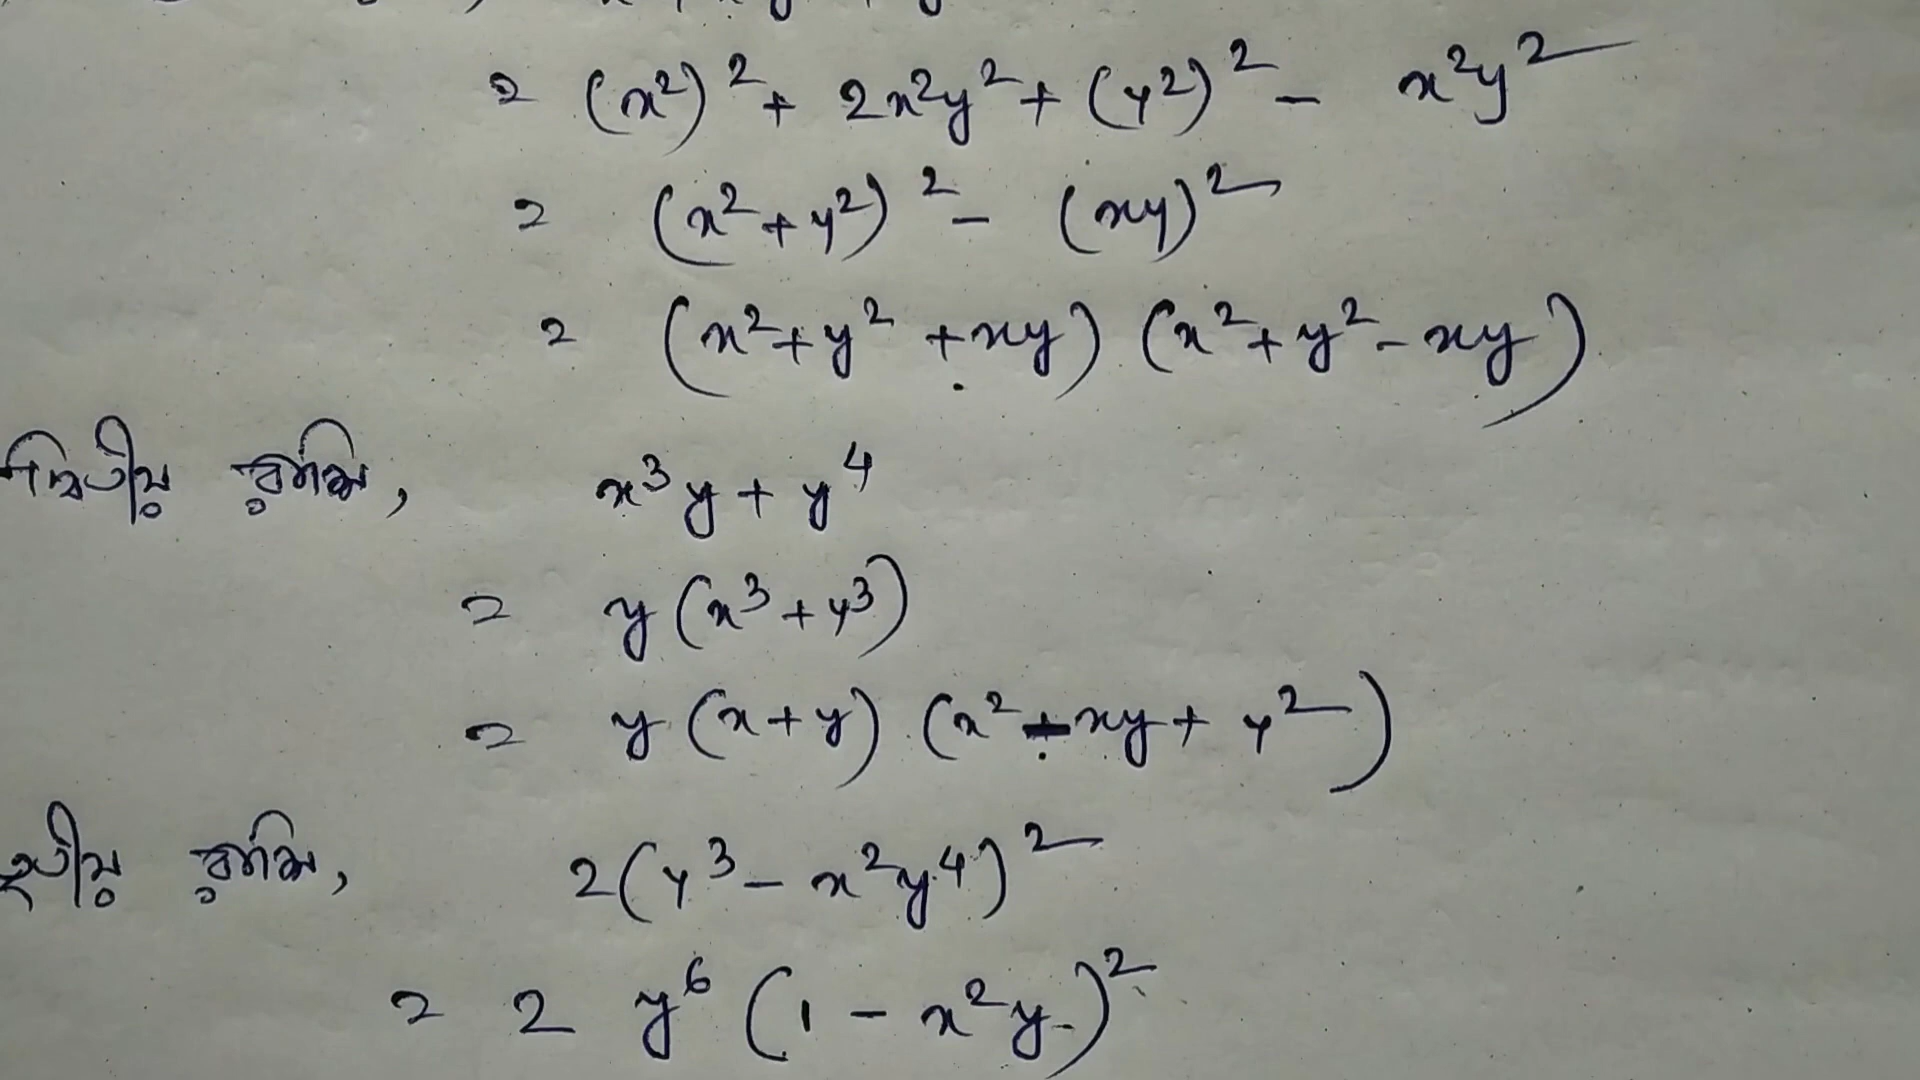 = (x²)² + 2x²y² + (y²)² - x²y²
= (x²+y²)² - (xy)²
= (x²+y²+xy) (x²+y²-xy)
দ্বিতীয় রাশি, x³y + y⁴
= y (x³+y³)
= y (x+y) (x²-xy+y²)
তৃতীয় রাশি, 2(y³ - x²y⁴)²
= 2 y⁶ (1 - x²y)²